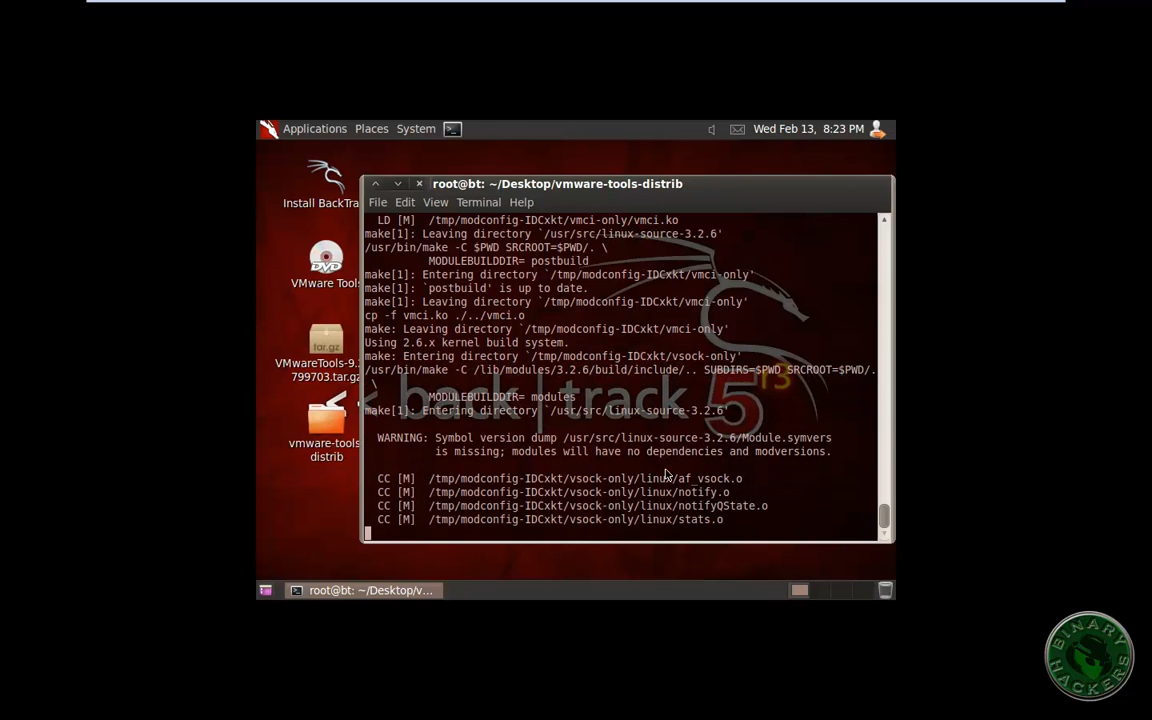 Applications Places System
Wed Feb 13, 8:23 PM
root@bt: ~/Desktop/vmware-tools-distrib
File Edit View Terminal Help
Install BackTra
VMware Tools
tar.gz
VMwareTools-9.
799703.tar.gz
vmware-tools
distrib
LD [M] /tmp/modconfig-IDCxkt/vmci-only/vmci.ko
make[1]: Leaving directory `/usr/src/linux-source-3.2.6'
/usr/bin/make -C $PWD SRCROOT=$PWD/. \
MODULEBUILDDIR= postbuild
make[1]: Entering directory `/tmp/modconfig-IDCxkt/vmci-only'
make[1]: `postbuild' is up to date.
make[1]: Leaving directory `/tmp/modconfig-IDCxkt/vmci-only'
cp -f vmci.ko ./../vmci.o
make: Leaving directory `/tmp/modconfig-IDCxkt/vmci-only'
Using 2.6.x kernel build system.
make: Entering directory `/tmp/modconfig-IDCxkt/vsock-only'
/usr/bin/make -C /lib/modules/3.2.6/build/include/.. SUBDIRS=$PWD SRCROOT=$PWD/.
\
MODULEBUILDDIR= modules
make[1]: Entering directory `/usr/src/linux-source-3.2.6'
WARNING: Symbol version dump /usr/src/linux-source-3.2.6/Module.symvers
is missing; modules will have no dependencies and modversions.
CC [M] /tmp/modconfig-IDCxkt/vsock-only/linux/af_vsock.o
CC [M] /tmp/modconfig-IDCxkt/vsock-only/linux/notify.o
CC [M] /tmp/modconfig-IDCxkt/vsock-only/linux/notifyQState.o
CC [M] /tmp/modconfig-IDCxkt/vsock-only/linux/stats.o
<< back | track 5 r3
root@bt: ~/Desktop/v...
BINARY
HACKERS